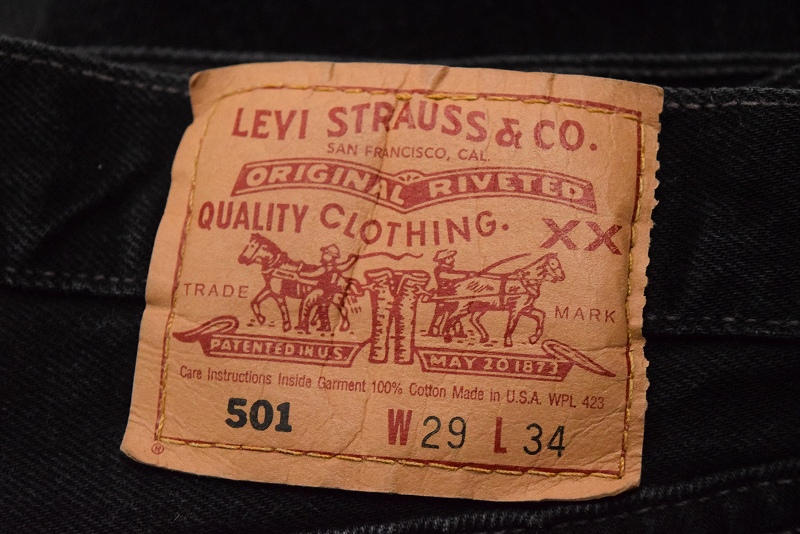 LEVI STRAUSS & CO.
SAN FRANCISCO, CAL.
ORIGINAL RIVETED
QUALITY CLOTHING.
XX
TRADE MARK
PATENTED IN U.S. MAY 20 1873
Care Instructions Inside Garment 100% Cotton Made in U.S.A. WPL 423
501 W 29 L 34
®